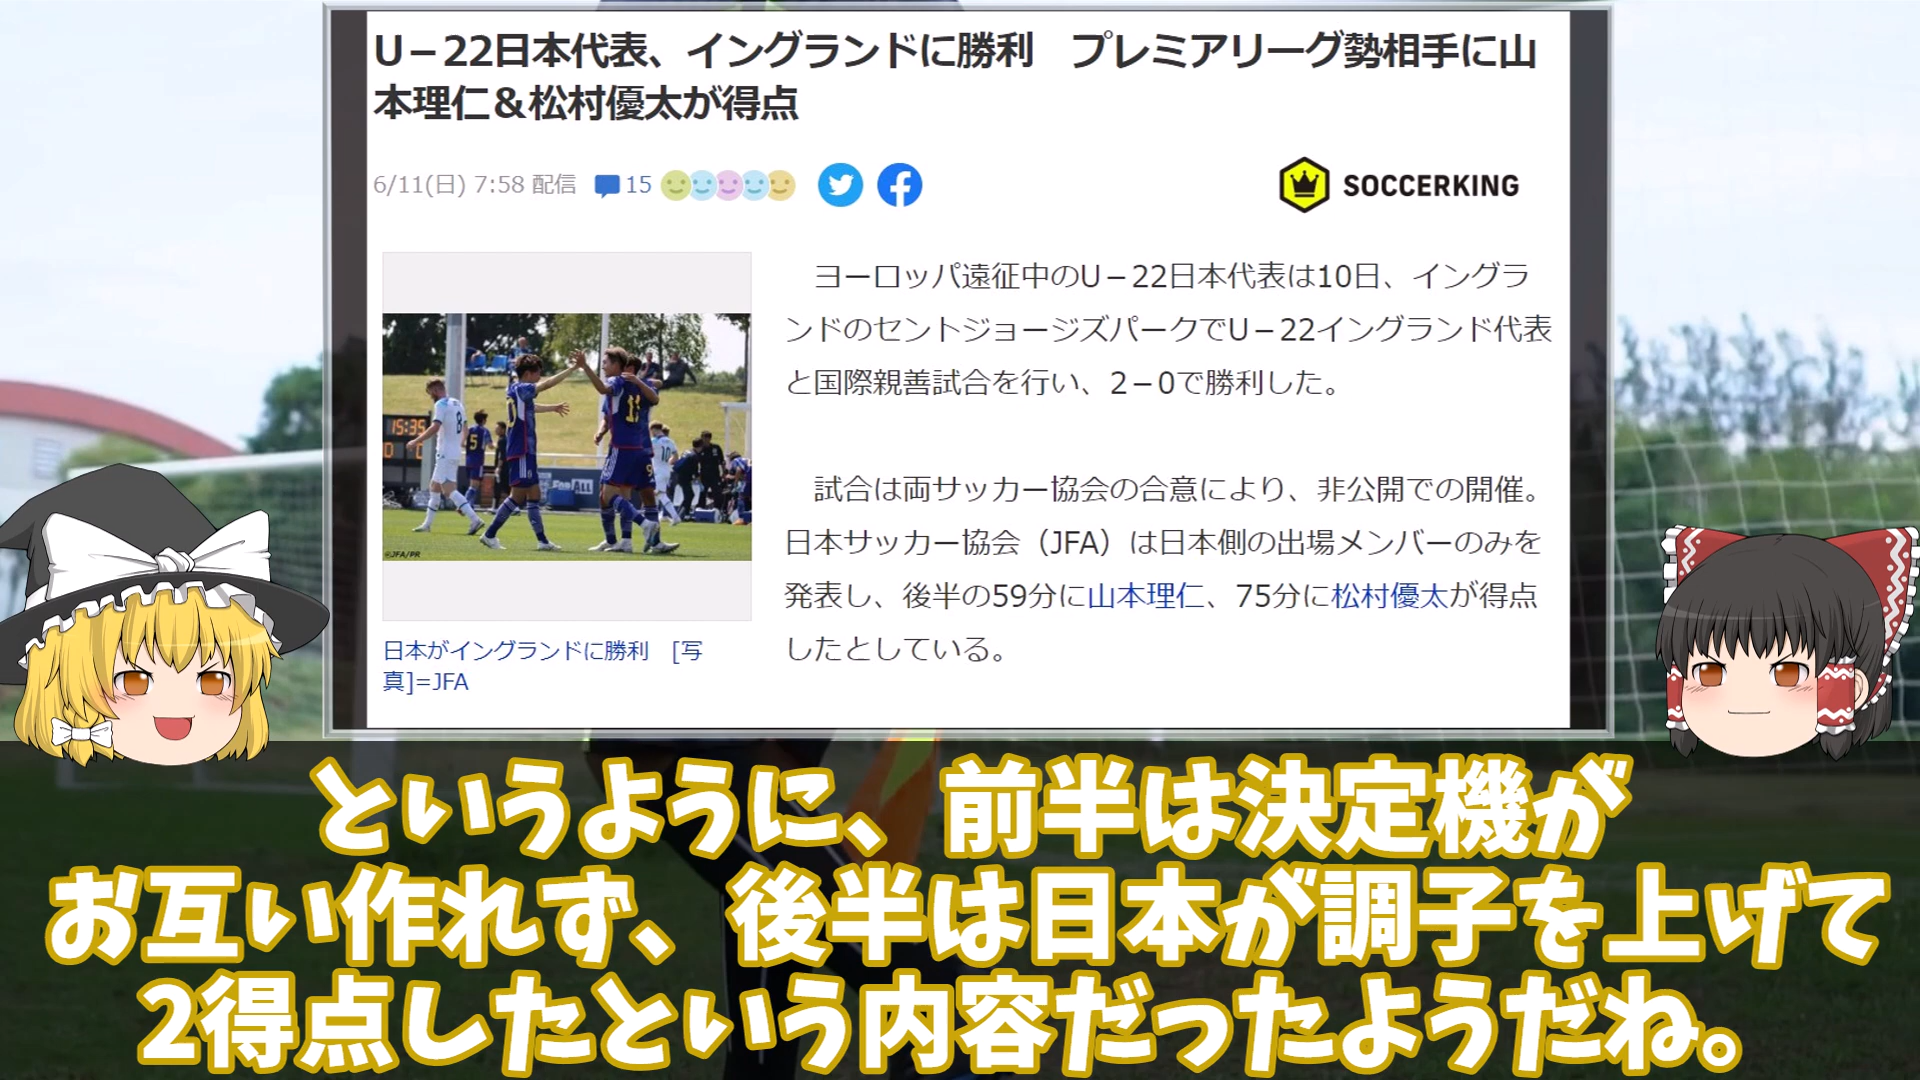 U－22日本代表、イングランドに勝利　プレミアリーグ勢相手に山
本理仁＆松村優太が得点
6/11(日) 7:58 配信
15
SOCCERKING
ヨーロッパ遠征中のU－22日本代表は10日、イングラ
ンドのセントジョージズパークでU－22イングランド代表
と国際親善試合を行い、2－0で勝利した。
試合は両サッカー協会の合意により、非公開での開催。
日本サッカー協会（JFA）は日本側の出場メンバーのみを
発表し、後半の59分に山本理仁、75分に松村優太が得点
したとしている。
15:35
8
5
11
9
10
FOR ALL
©JFA/PR
日本がイングランドに勝利　[写
真]=JFA
というように、前半は決定機が
お互い作れず、後半は日本が調子を上げて
2得点したという内容だったようだね。